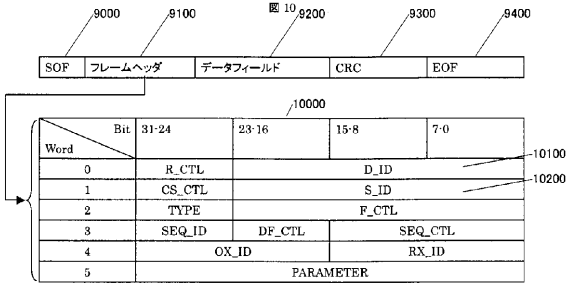 図 10
9000 9100 9200 9300 9400
SOF フレームヘッダ データフィールド CRC EOF
10000
Bit 31-24 23-16 15-8 7-0
Word
0 R_CTL D_ID 10100
1 CS_CTL S_ID 10200
2 TYPE F_CTL
3 SEQ_ID DF_CTL SEQ_CTL
4 OX_ID RX_ID
5 PARAMETER